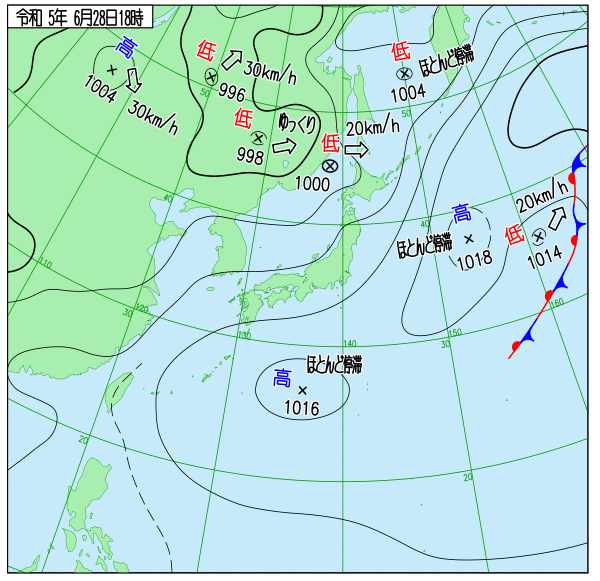 令和 5年 6月28日18時
高
1004
30km/h
低
30km/h
996
50
低
ゆっくり
998
低
20km/h
1000
低
ほとんど停滞
1004
50
40
高
ほとんど停滞
1018
40
低
20km/h
1014
110
120
30
130
140
150
30
160
高
ほとんど停滞
1016
20
20